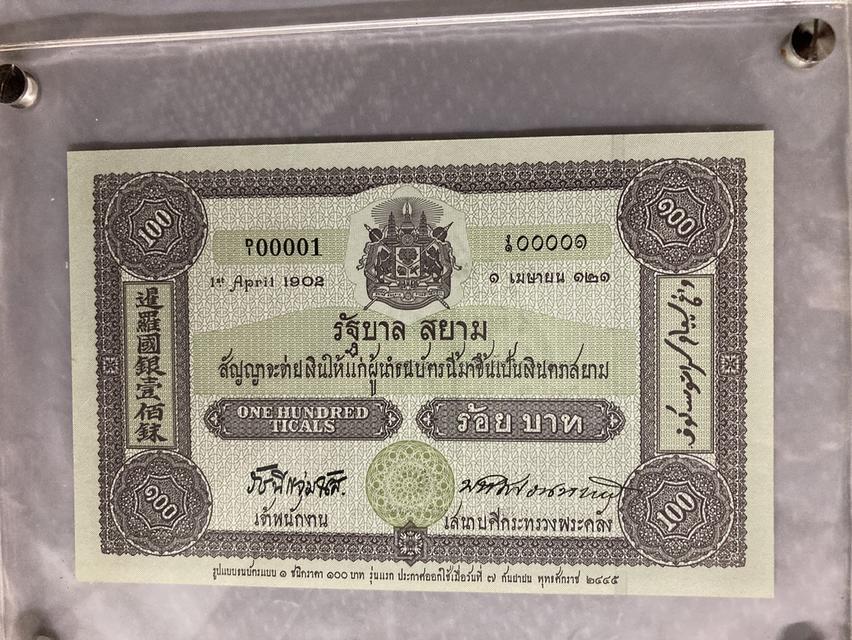 100
๑๐๐
00001
๐๐๐๐๑
1st April 1902
๑ เมษายน ๑๒๑
รัฐบาล สยาม
สัญญาจะจ่ายเงินให้แก่ผู้นำธนบัตรนี้มาขึ้นเป็นเงินตราสยาม
暹羅國銀壹佰銖
ONE HUNDRED
TICALS
ร้อย บาท
เจ้าพนักงาน
เสนาบดีกระทรวงพระคลัง
๑๐๐
100
รูปแบบธนบัตรแบบ ๑ ชนิดราคา ๑๐๐ บาท รุ่นแรก ประกาศออกใช้เมื่อวันที่ ๗ กันยายน พุทธศักราช ๒๔๔๕